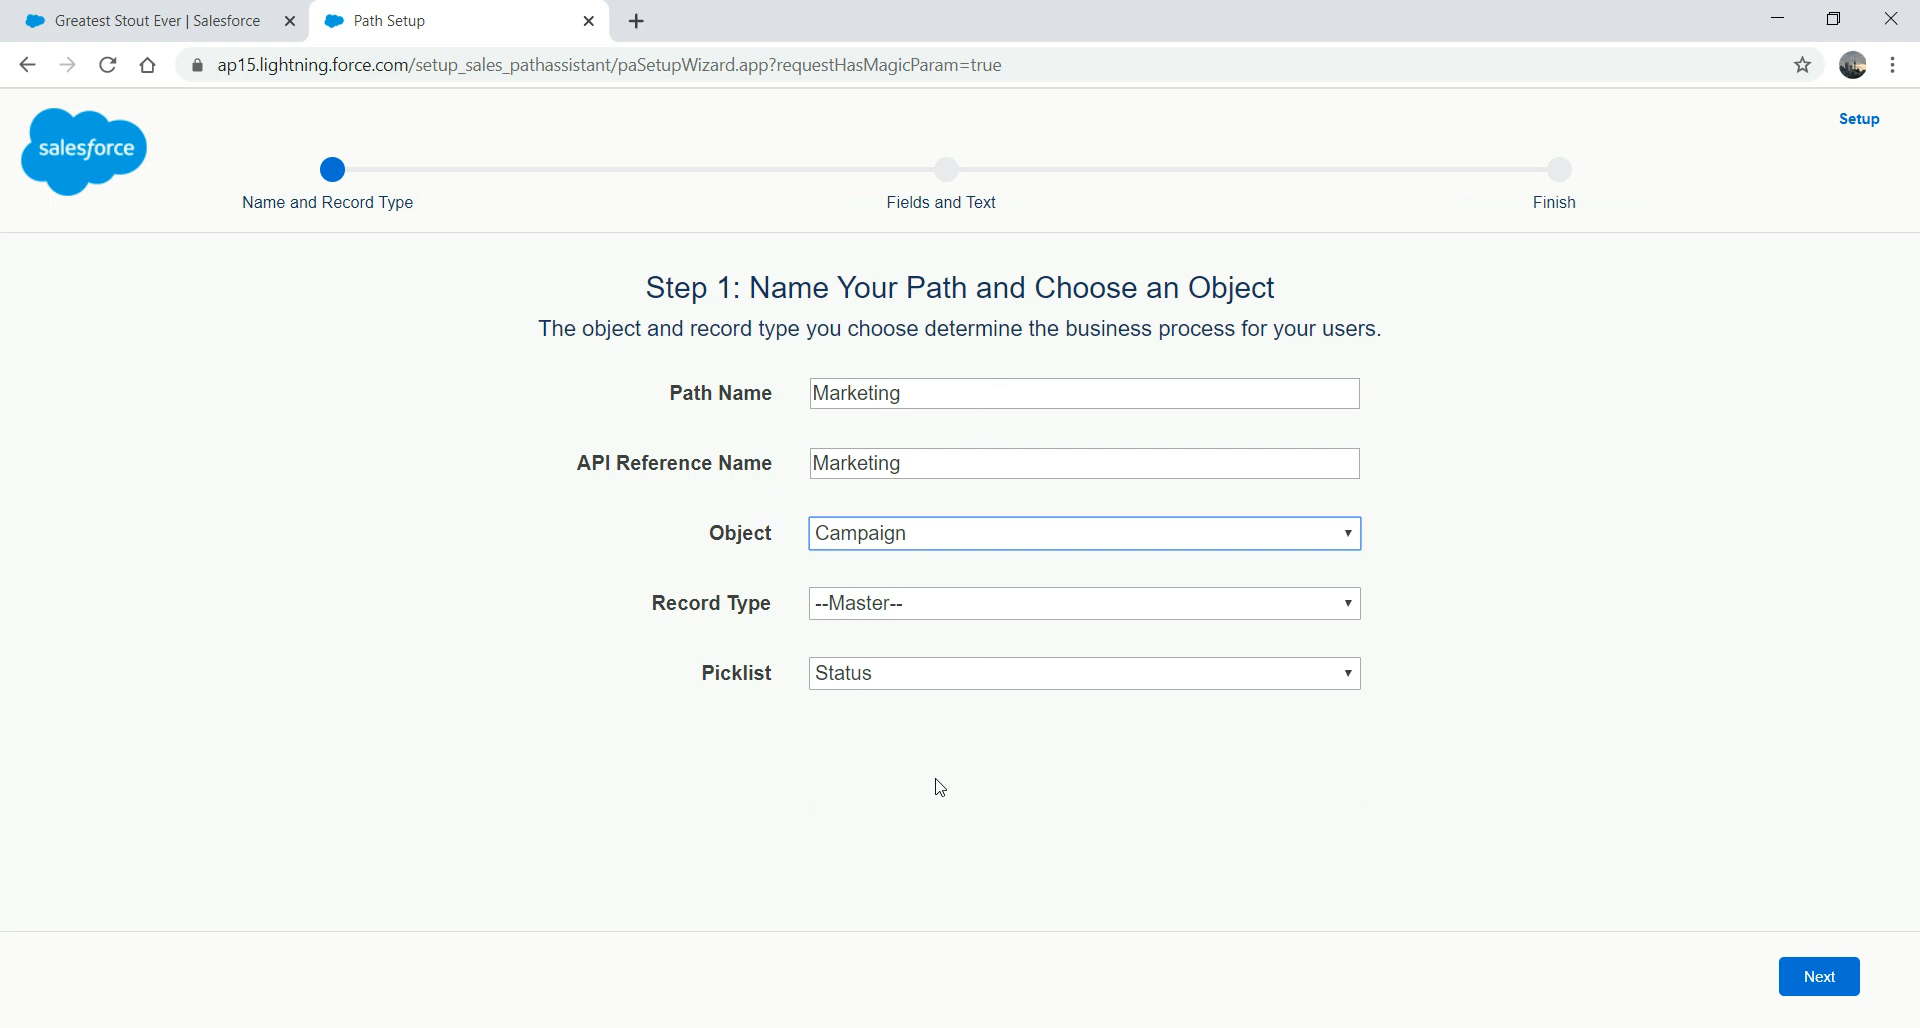 Greatest Stout Ever | Salesforce
Path Setup
ap15.lightning.force.com/setup_sales_pathassistant/paSetupWizard.app?requestHasMagicParam=true
salesforce
Setup
Name and Record Type
Fields and Text
Finish
Step 1: Name Your Path and Choose an Object
The object and record type you choose determine the business process for your users.
Path Name Marketing
API Reference Name Marketing
Object Campaign
Record Type --Master--
Picklist Status
Next